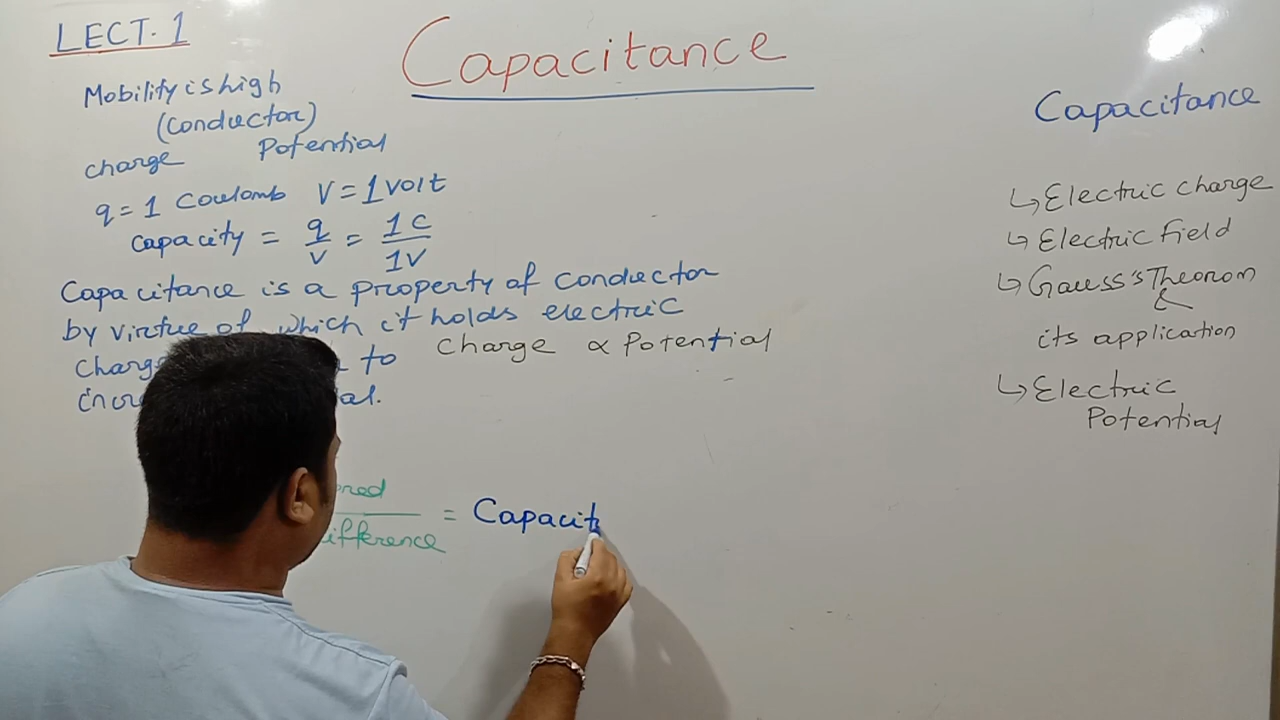 LECT. 1
Capacitance
Mobility is high
(conductor)
charge Potential
q = 1 Coulomb V = 1 volt
capacity = q/v = 1C/1V
Capacitance is a property of conductor
by virtue of which it holds electric
to
Charge ∝ Potential
difference
= Capacit
Capacitance
↳ Electric charge
↳ Electric Field
↳ Gauss's Theorom
&
its application
↳ Electric
Potential